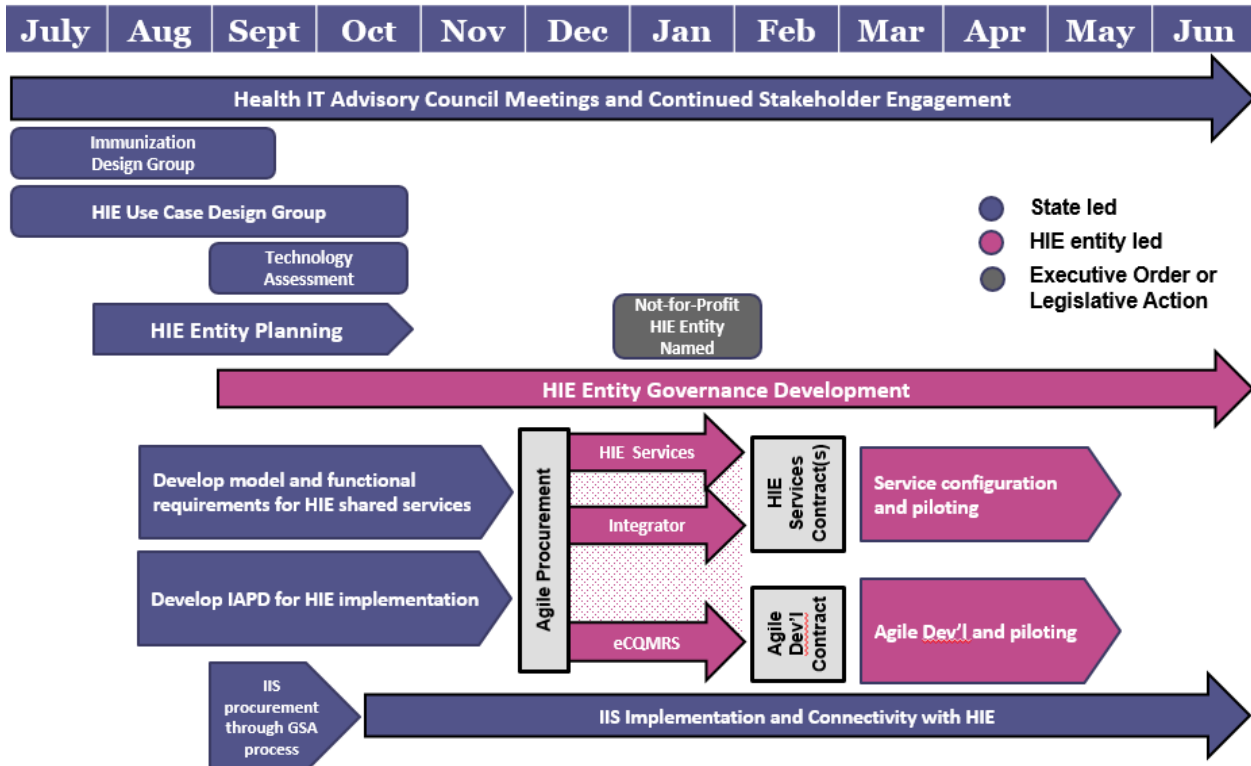 July Aug Sept Oct Nov Dec Jan Feb Mar Apr May Jun
Health IT Advisory Council Meetings and Continued Stakeholder Engagement
Immunization
Design Group
HIE Use Case Design Group
Technology
Assessment
HIE Entity Planning
Not-for-Profit
HIE Entity
Named
State led
HIE entity led
Executive Order or
Legislative Action
HIE Entity Governance Development
Develop model and functional
requirements for HIE shared services
Develop IAPD for HIE implementation
Agile Procurement
HIE Services
Integrator
eCQMRS
HIE
Services
Contract(s)
Agile
Dev'l
Contract
Service configuration
and piloting
Agile Dev'l and piloting
IIS
procurement
through GSA
process
IIS Implementation and Connectivity with HIE